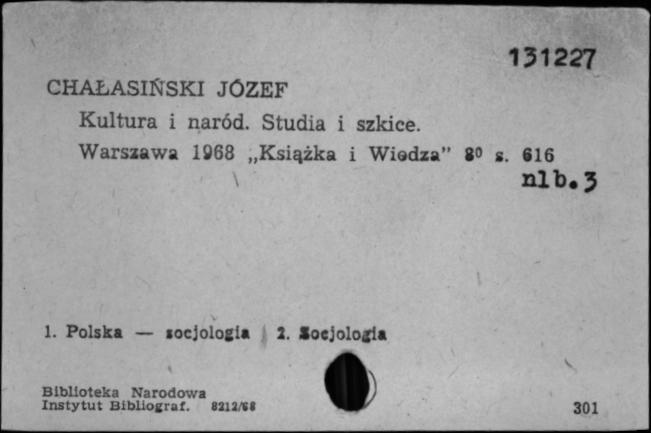 131227
CHAŁASIŃSKI JÓZEF
Kultura i naród. Studia i szkice.
Warszawa 1968 „Książka i Wiedza” 8⁰ s. 616
nlb. 3
1. Polska — socjologia 2. Socjologia
Biblioteka Narodowa
Instytut Bibliograf. 8212/68
301